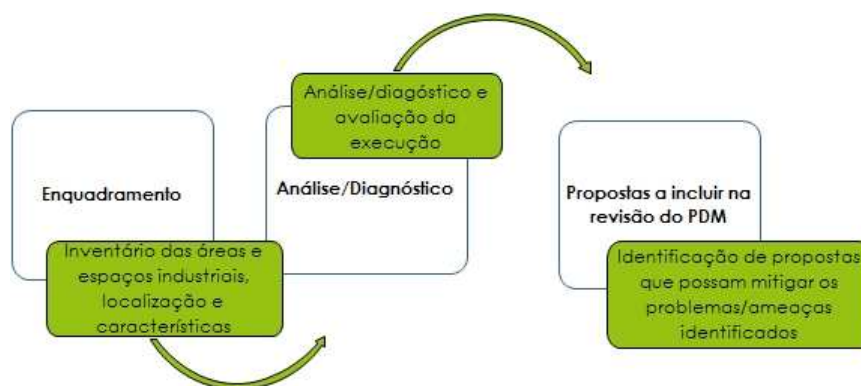 Enquadramento
Inventário das áreas e
espaços industriais,
localização e
características
Análise/diagóstico e
avaliação da
execução
Análise/Diagnóstico
Propostas a incluir na
revisão do PDM
Identificação de propostas
que possam mitigar os
problemas/ameaças
identificados